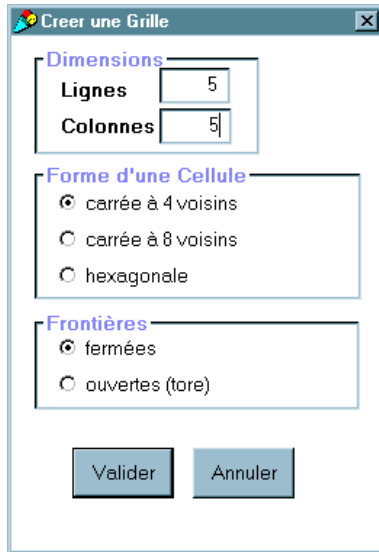 Creer une Grille
Dimensions
Lignes 5
Colonnes 5
Forme d'une Cellule
carrée à 4 voisins
carrée à 8 voisins
hexagonale
Frontières
fermées
ouvertes (tore)
Valider Annuler